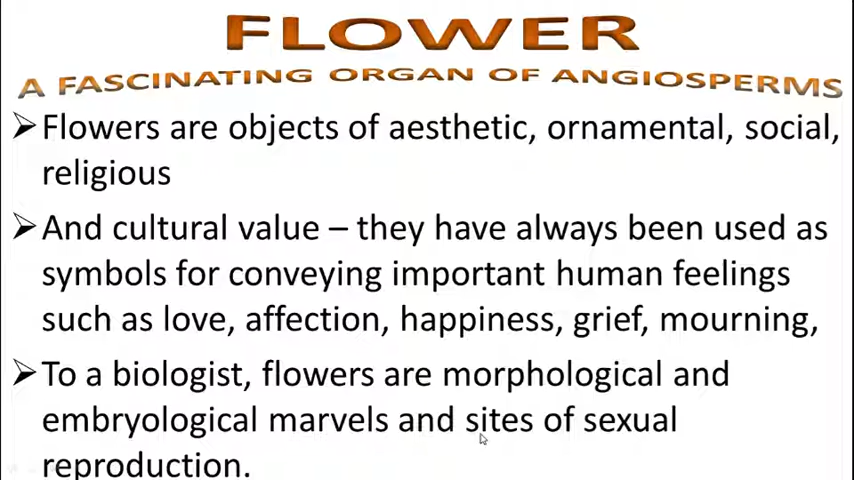 FLOWER
A FASCINATING ORGAN OF ANGIOSPERMS
➢Flowers are objects of aesthetic, ornamental, social,
religious
➢And cultural value – they have always been used as
symbols for conveying important human feelings
such as love, affection, happiness, grief, mourning,
➢To a biologist, flowers are morphological and
embryological marvels and sites of sexual
reproduction.